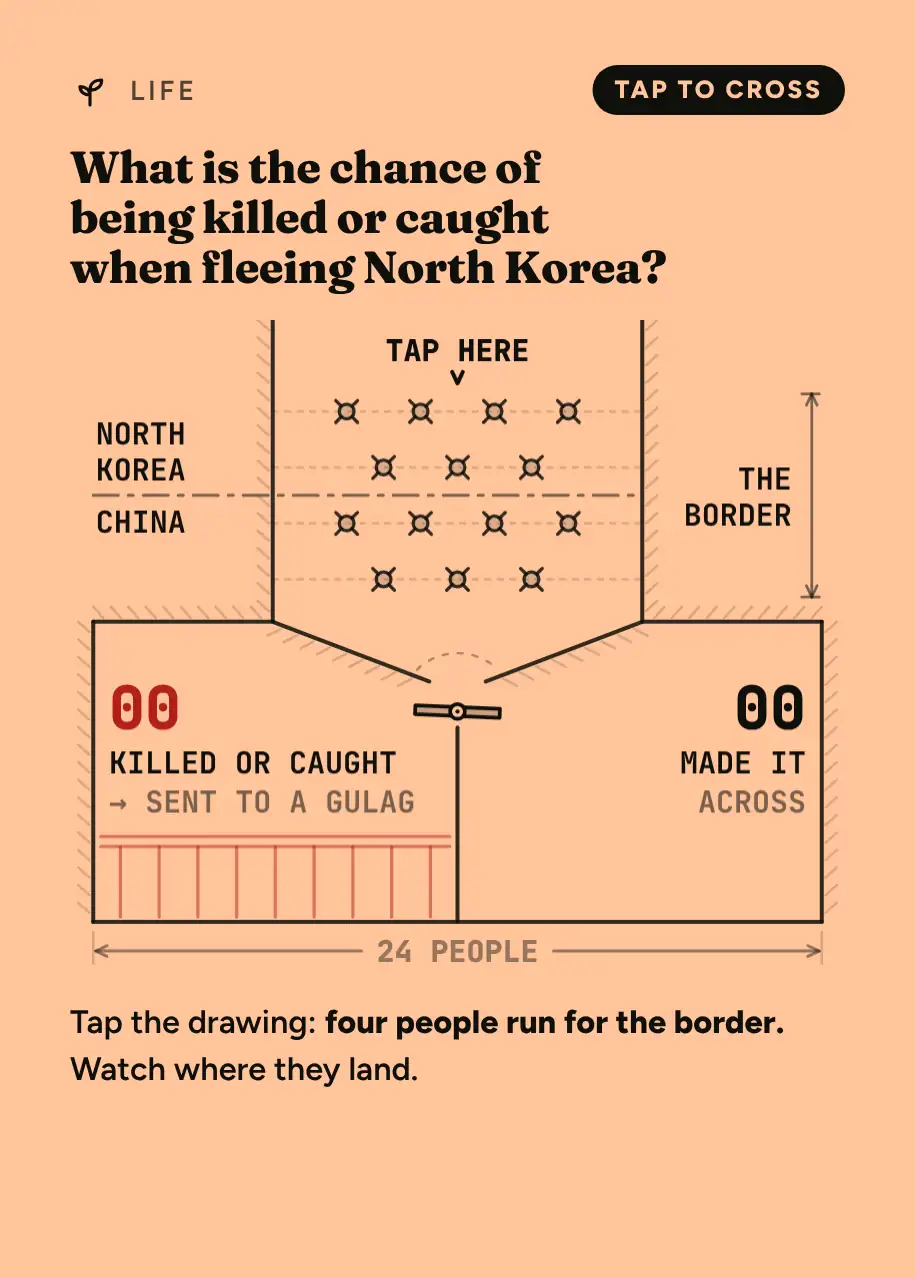 LIFE
TAP TO CROSS
What is the chance of
being killed or caught
when fleeing North Korea?
TAP HERE
NORTH
KOREA
CHINA
THE
BORDER
00
KILLED OR CAUGHT
→ SENT TO A GULAG
00
MADE IT
ACROSS
24 PEOPLE
Tap the drawing: four people run for the border.
Watch where they land.